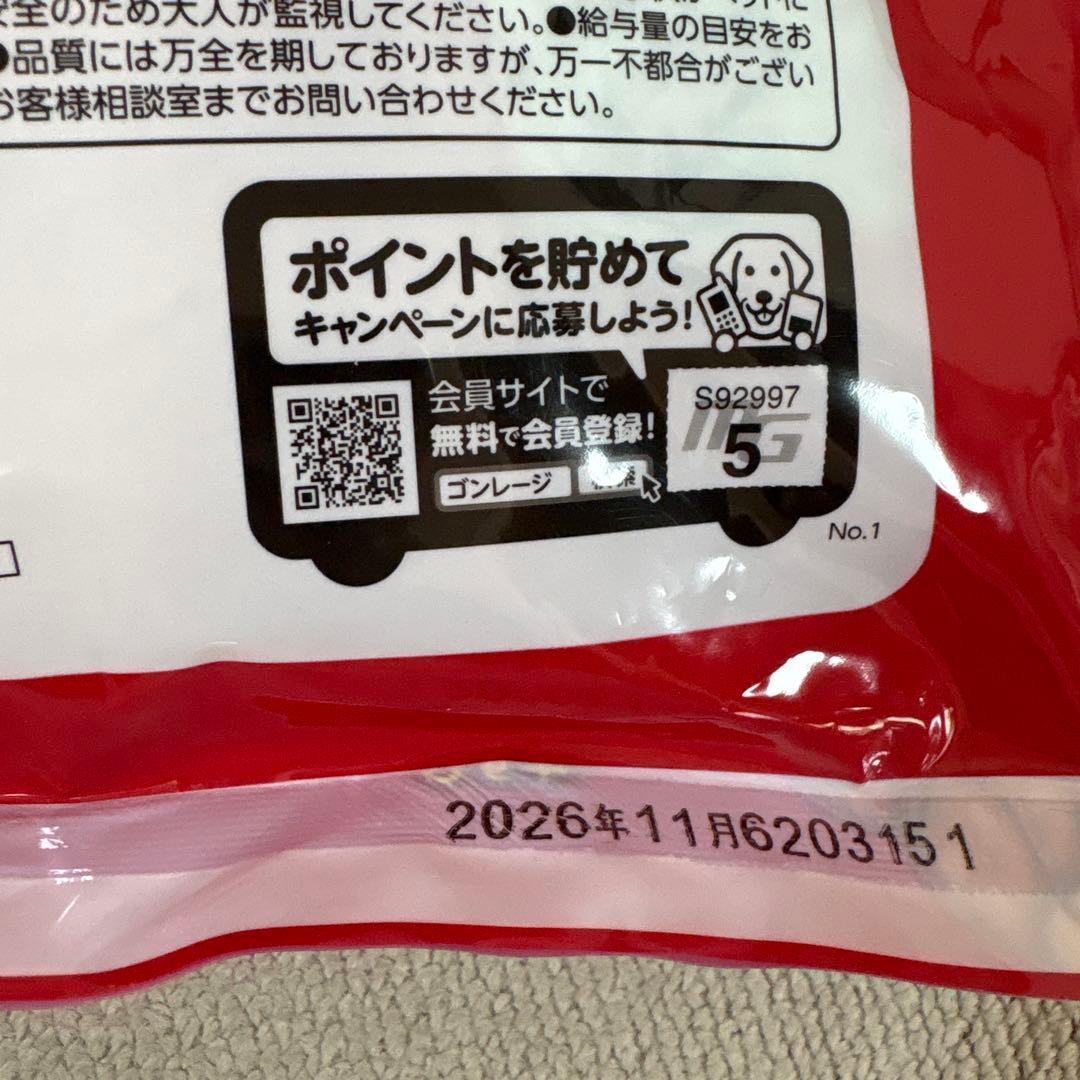 安全のため大人が監視してください。●給与量の目安をお
●品質には万全を期しておりますが、万一不都合がござい
お客様相談室までお問い合わせください。
ポイントを貯めて
キャンペーンに応募しよう!
会員サイトで
無料で会員登録!
ゴンレージ
S92997
5
No.1
2026年11月6203151